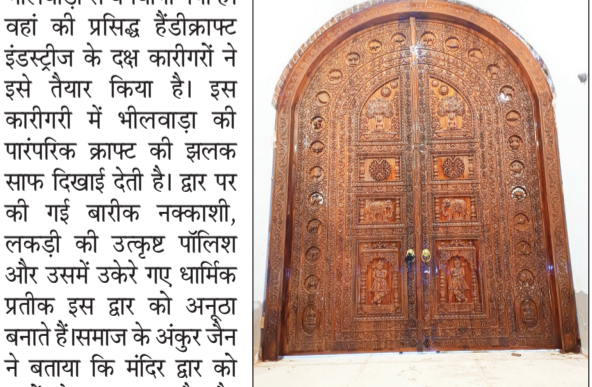 वहां की प्रसिद्ध हैंडीक्राफ्ट
इंडस्ट्रीज के दक्ष कारीगरों ने
इसे तैयार किया है। इस
कारीगरी में भीलवाड़ा की
पारंपरिक क्राफ्ट की झलक
साफ दिखाई देती है। द्वार पर
की गई बारीक नक्काशी,
लकड़ी की उत्कृष्ट पॉलिश
और उसमें उकेरे गए धार्मिक
प्रतीक इस द्वार को अनूठा
बनाते हैं।समाज के अंकुर जैन
ने बताया कि मंदिर द्वार को